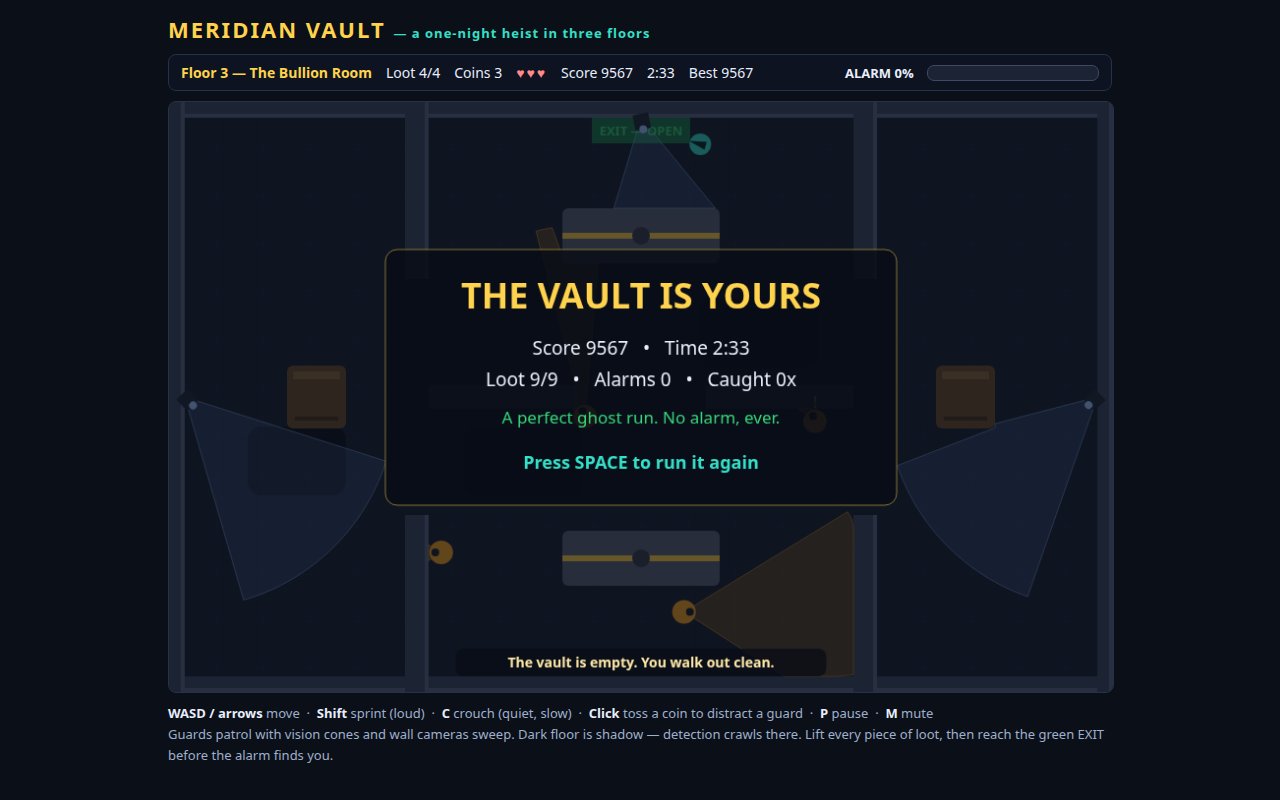 MERIDIAN VAULT — a one-night heist in three floors
Floor 3 — The Bullion Room Loot 4/4 Coins 3 ♥♥♥ Score 9567 2:33 Best 9567 ALARM 0%
EXIT — OPEN
THE VAULT IS YOURS
Score 9567 • Time 2:33
Loot 9/9 • Alarms 0 • Caught 0x
A perfect ghost run. No alarm, ever.
Press SPACE to run it again
The vault is empty. You walk out clean.
WASD / arrows move · Shift sprint (loud) · C crouch (quiet, slow) · Click toss a coin to distract a guard · P pause · M mute
Guards patrol with vision cones and wall cameras sweep. Dark floor is shadow — detection crawls there. Lift every piece of loot, then reach the green EXIT
before the alarm finds you.